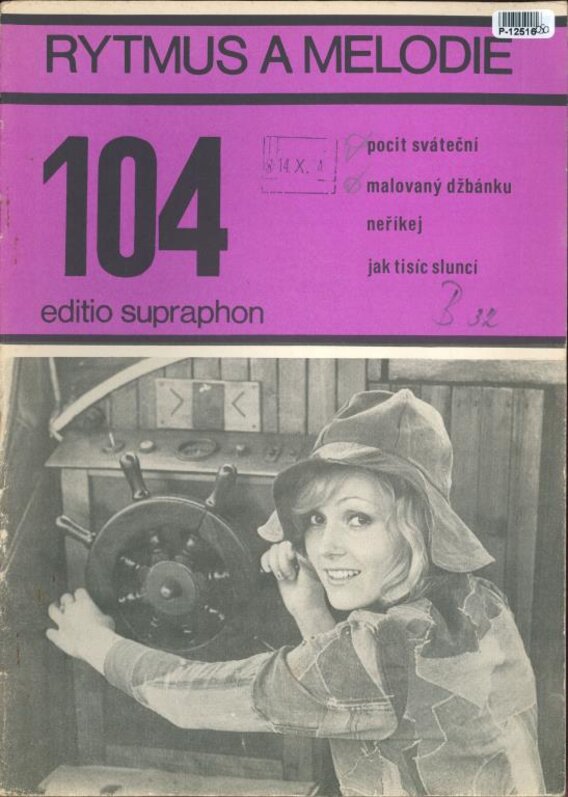 RYTMUS A MELODIE
P-12516
104
pocit sváteční
malovaný džbánku
neříkej
jak tisíc sluncí
editio supraphon
B 32